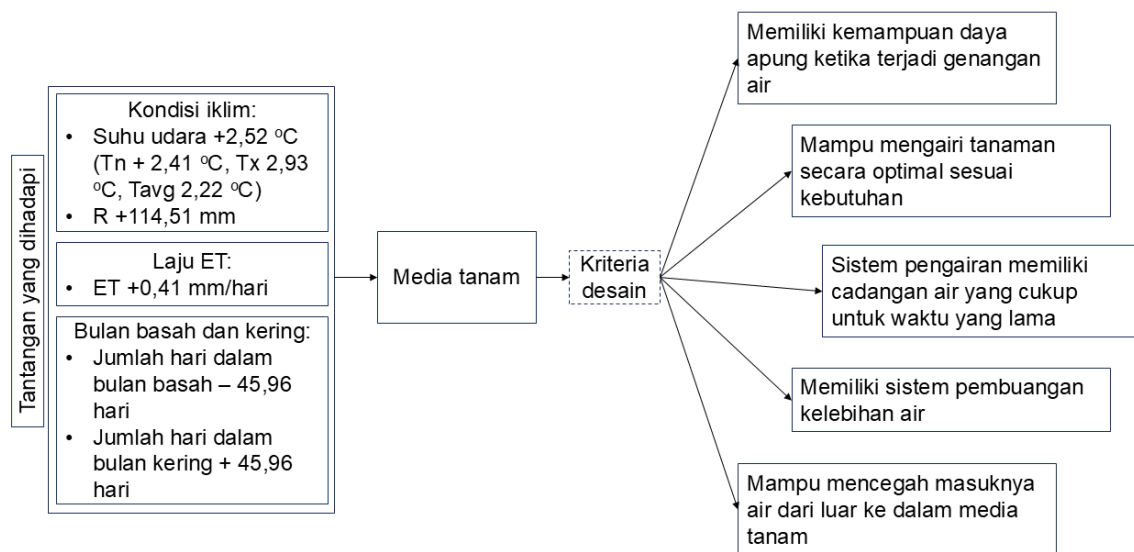 Tantangan yang dihadapi
Kondisi iklim:
• Suhu udara +2,52 ⁰C
(Tn + 2,41 ⁰C, Tx 2,93
⁰C, Tavg 2,22 ⁰C)
• R +114,51 mm
Laju ET:
• ET +0,41 mm/hari
Bulan basah dan kering:
• Jumlah hari dalam
bulan basah – 45,96
hari
• Jumlah hari dalam
bulan kering + 45,96
hari
Media tanam
Kriteria
desain
Memiliki kemampuan daya
apung ketika terjadi genangan
air
Mampu mengairi tanaman
secara optimal sesuai
kebutuhan
Sistem pengairan memiliki
cadangan air yang cukup
untuk waktu yang lama
Memiliki sistem pembuangan
kelebihan air
Mampu mencegah masuknya
air dari luar ke dalam media
tanam